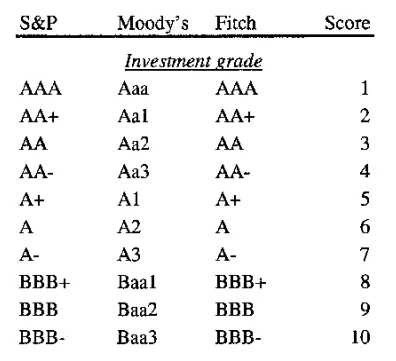 S&P Moody's Fitch Score
Investment grade
AAA Aaa AAA 1
AA+ Aa1 AA+ 2
AA Aa2 AA 3
AA- Aa3 AA- 4
A+ A1 A+ 5
A A2 A 6
A- A3 A- 7
BBB+ Baa1 BBB+ 8
BBB Baa2 BBB 9
BBB- Baa3 BBB- 10